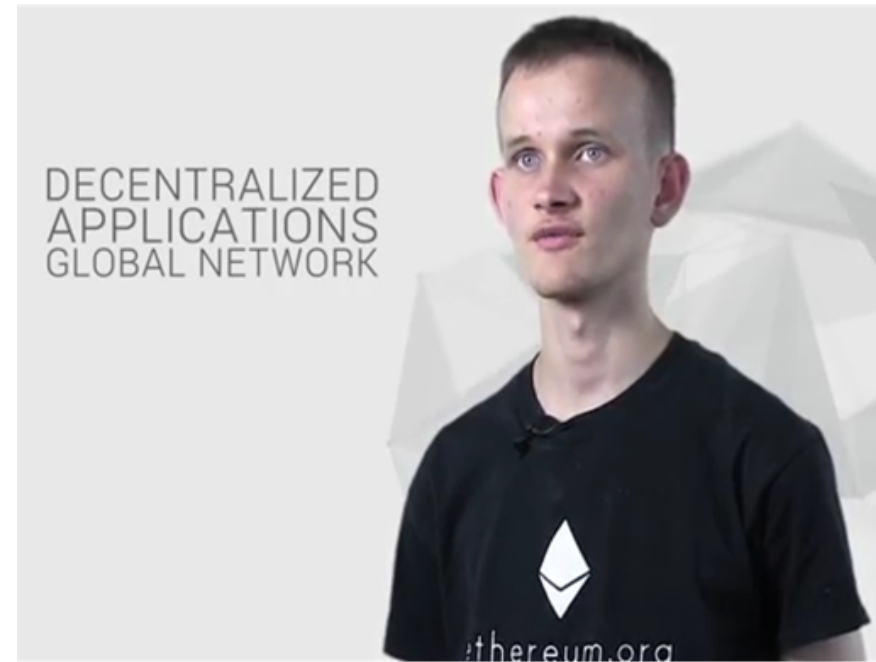 DECENTRALIZED
APPLICATIONS
GLOBAL NETWORK
ethereum.org